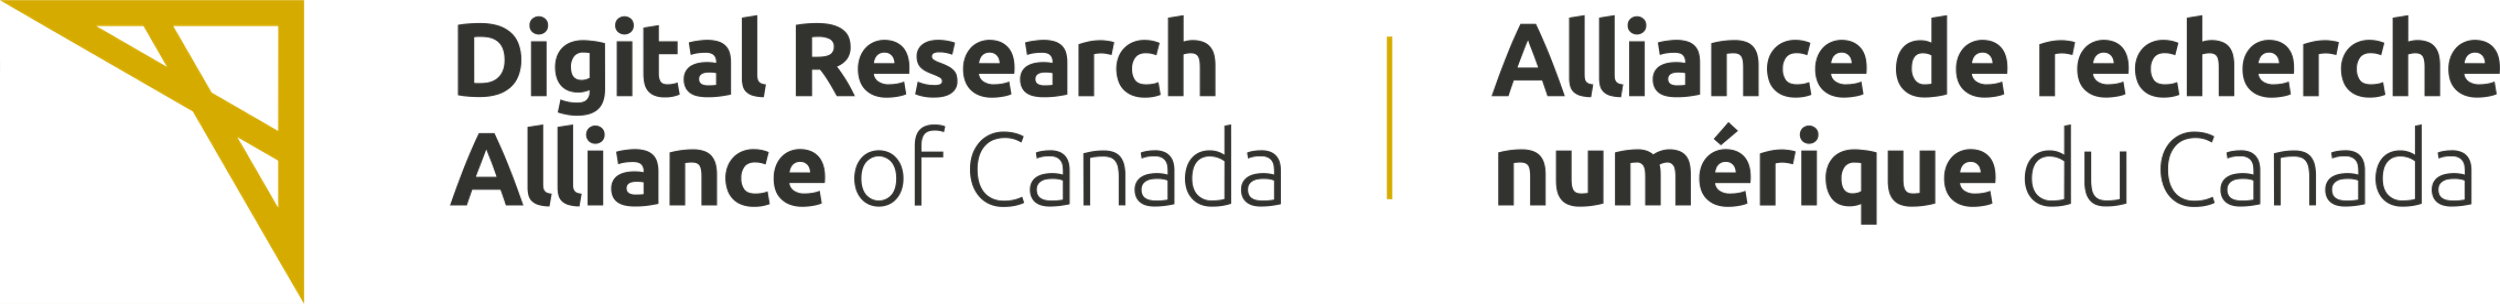 Digital Research
Alliance of Canada
Alliance de recherche
numérique du Canada